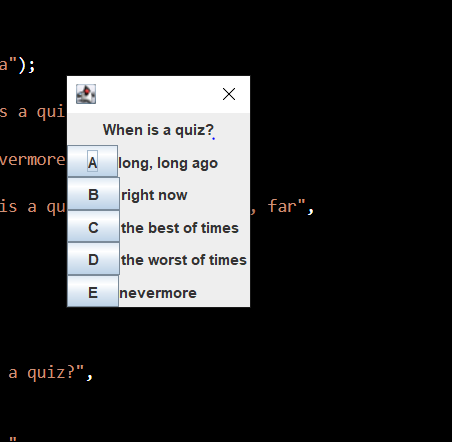 a");
s a qui
When is a quiz?
A long, long ago
evermore
B right now
is a qu
, far",
C the best of times
D the worst of times
E nevermore
a quiz?",
"